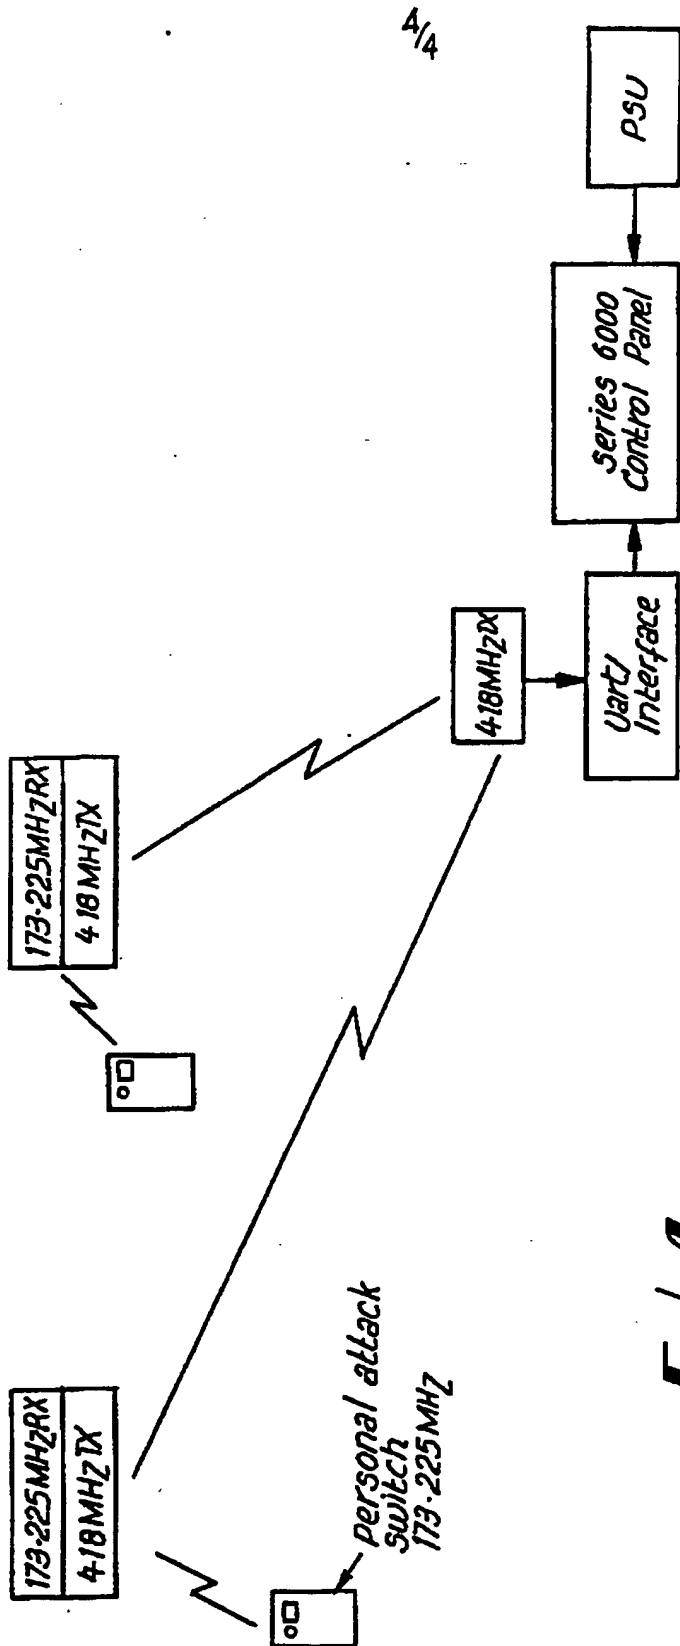 4/4
173·225MHZRX
418MHZTX
173·225MHZRX
418MHZTX
personal attack
switch
173·225MHZ
418MHZTX
Uart/
Interface
Series 6000
Control Panel
PSU